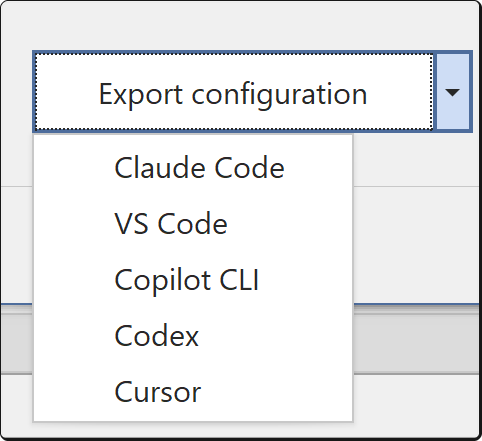 Export configuration
Claude Code
VS Code
Copilot CLI
Codex
Cursor